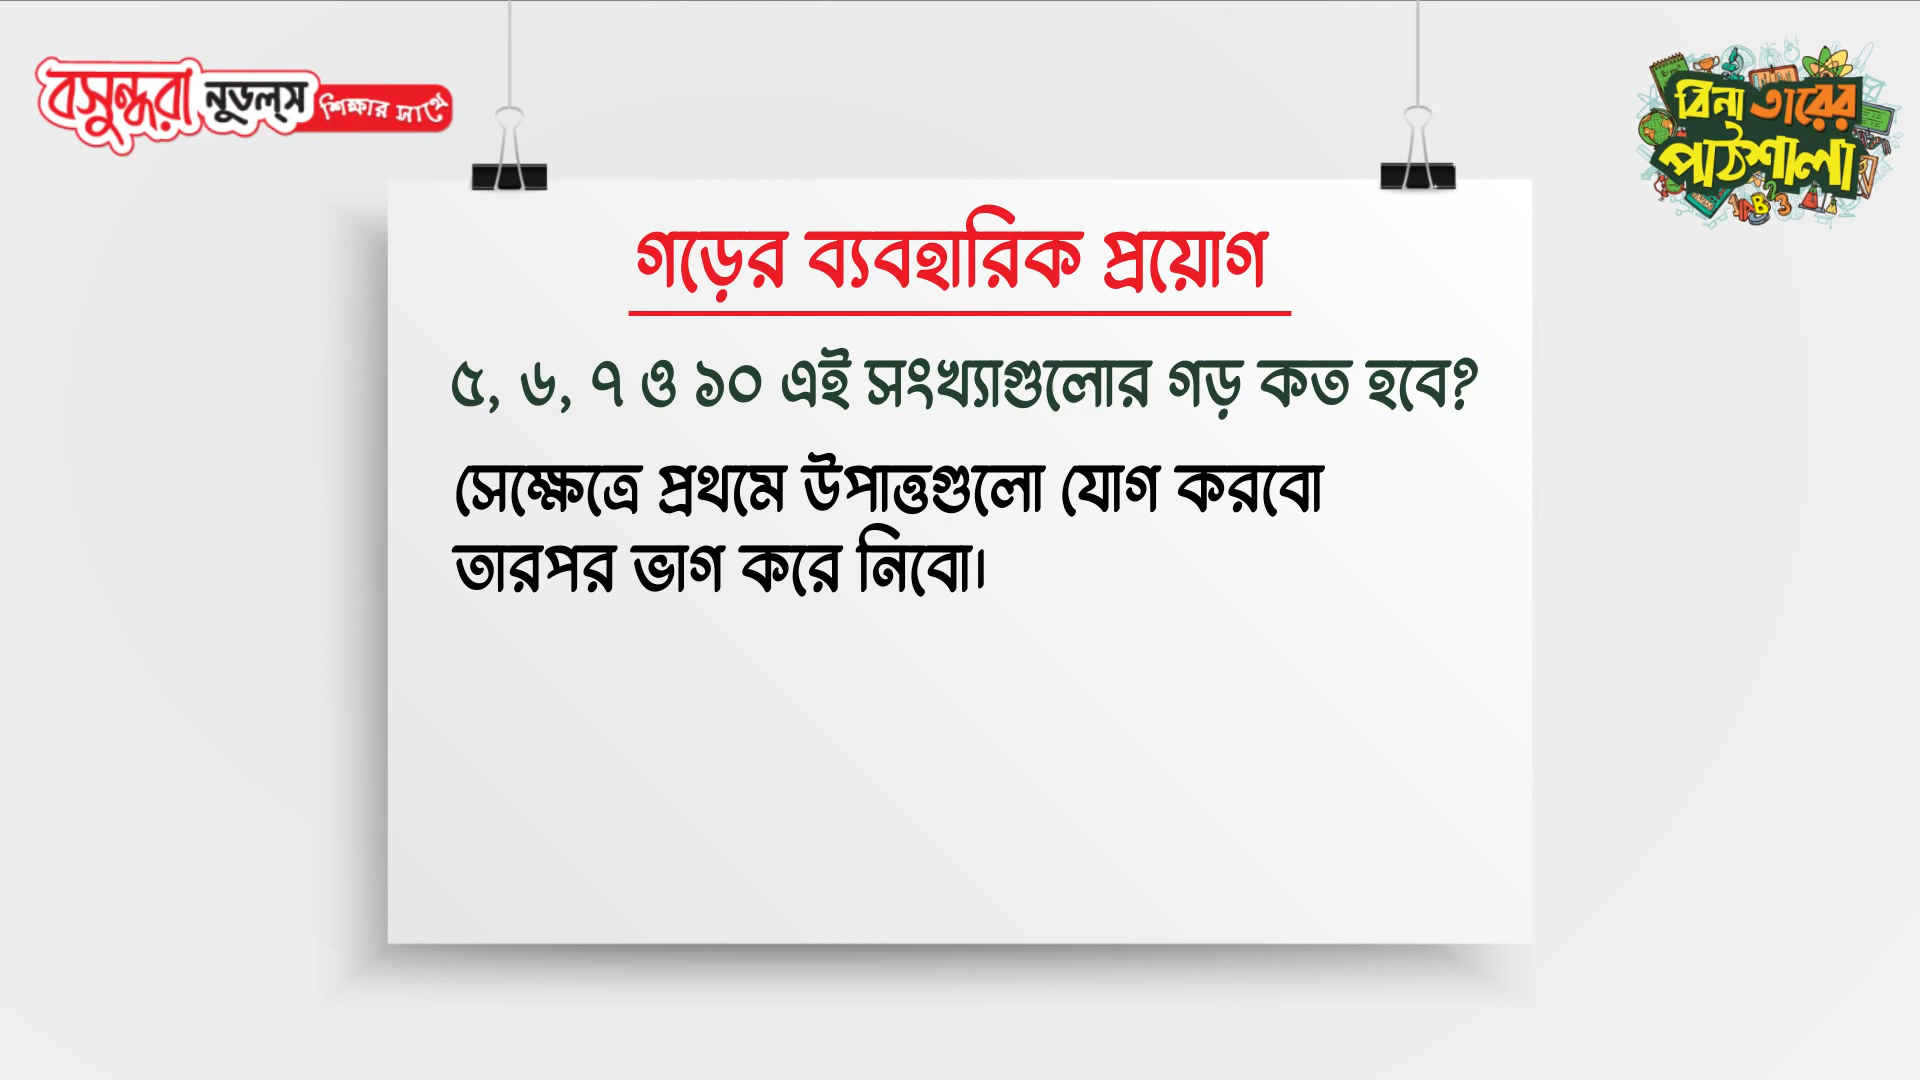 বসুন্ধরা নুডল্স শিক্ষার সাথে
বিনা তারের
পাঠশালা
গড়ের ব্যবহারিক প্রয়োগ
৫, ৬, ৭ ও ১০ এই সংখ্যাগুলোর গড় কত হবে?
সেক্ষেত্রে প্রথমে উপাত্তগুলো যোগ করবো
তারপর ভাগ করে নিবো।